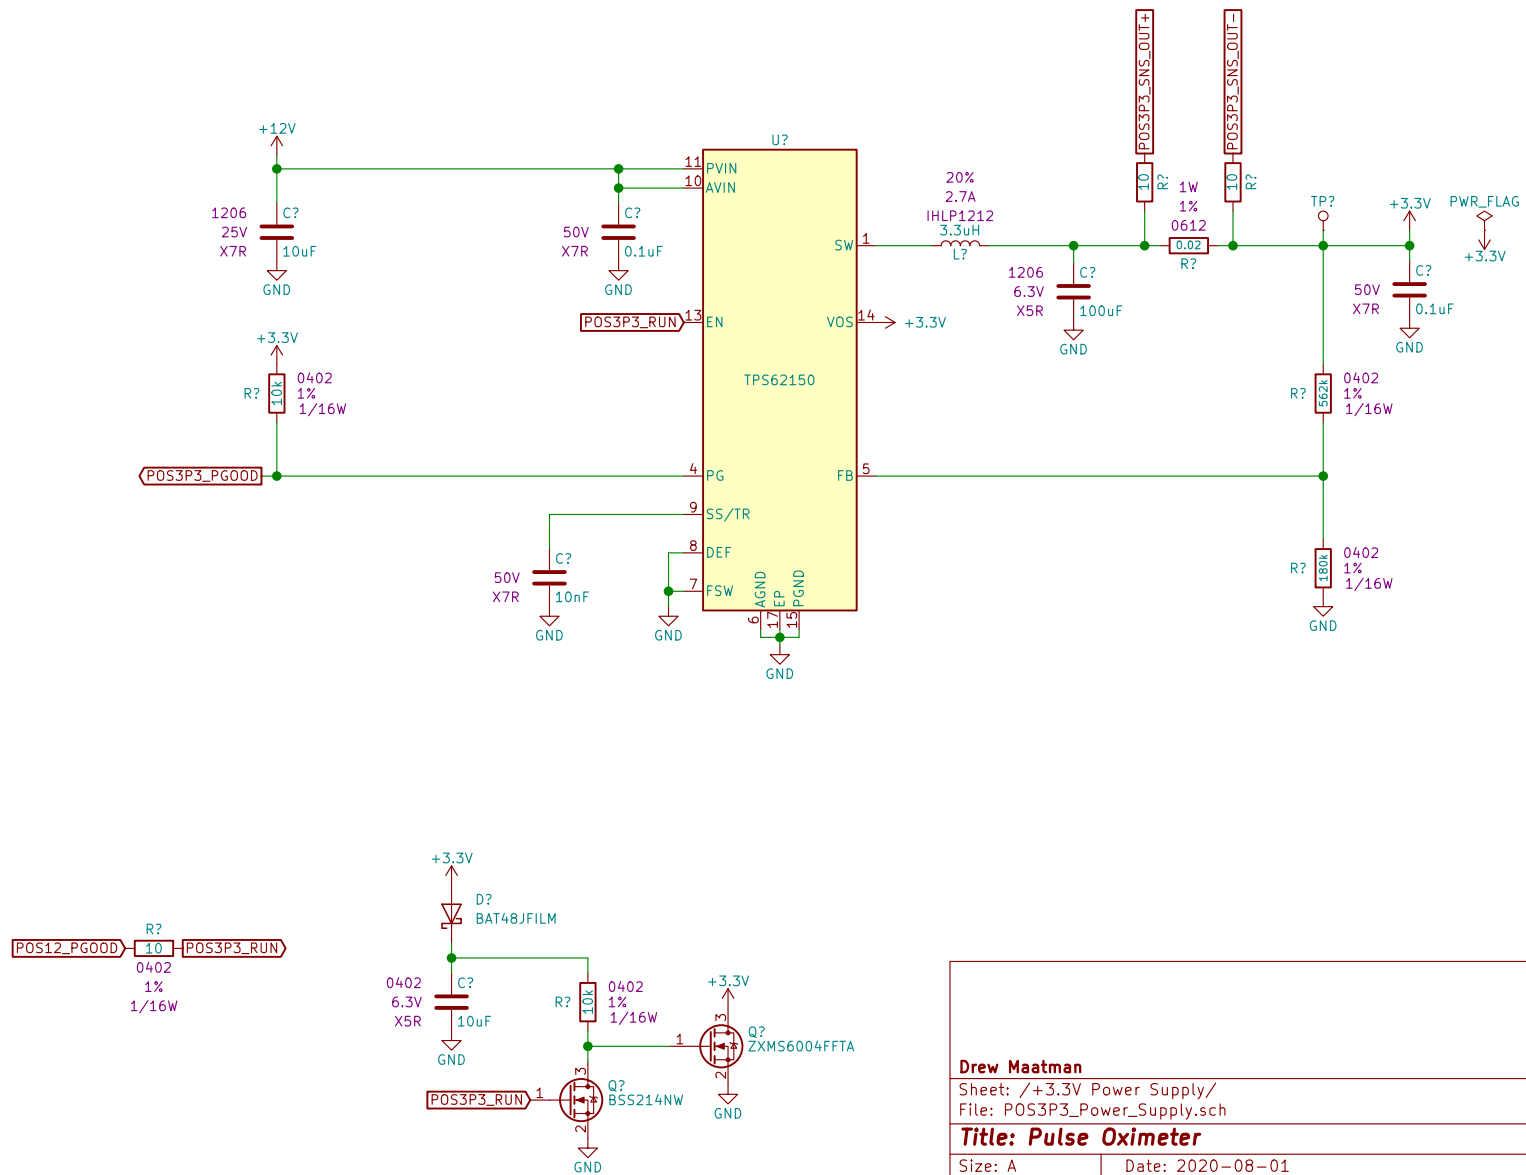 POS3P3_SNS_OUT+
POS3P3_SNS_OUT-
10
R?
10
R?
+12V
1206
25V
X7R
C?
10uF
GND
50V
X7R
C?
0.1uF
GND
U?
11
PVIN
10
AVIN
POS3P3_RUN
13
EN
TPS62150
4
PG
9
SS/TR
8
DEF
7
FSW
AGND
EP
PGND
6
17
15
GND
SW
1
VOS
14
+3.3V
FB
5
20%
2.7A
IHLP1212
3.3uH
L?
1206
6.3V
X5R
C?
100uF
GND
1W
1%
0612
0.02
R?
TP?
+3.3V
PWR_FLAG
+3.3V
50V
X7R
C?
0.1uF
GND
R?
562k
0402
1%
1/16W
R?
180k
0402
1%
1/16W
GND
+3.3V
R?
10k
0402
1%
1/16W
POS3P3_PGOOD
50V
X7R
C?
10nF
GND
GND
POS12_PGOOD
R?
10
POS3P3_RUN
0402
1%
1/16W
+3.3V
D?
BAT48JFILM
0402
6.3V
X5R
C?
10uF
GND
R?
10k
0402
1%
1/16W
+3.3V
1
3
2
Q?
ZXMS6004FFTA
GND
POS3P3_RUN
1
3
2
Q?
BSS214NW
GND
Drew Maatman
Sheet: /+3.3V Power Supply/
File: POS3P3_Power_Supply.sch
Title: Pulse Oximeter
Size: A
Date: 2020-08-01